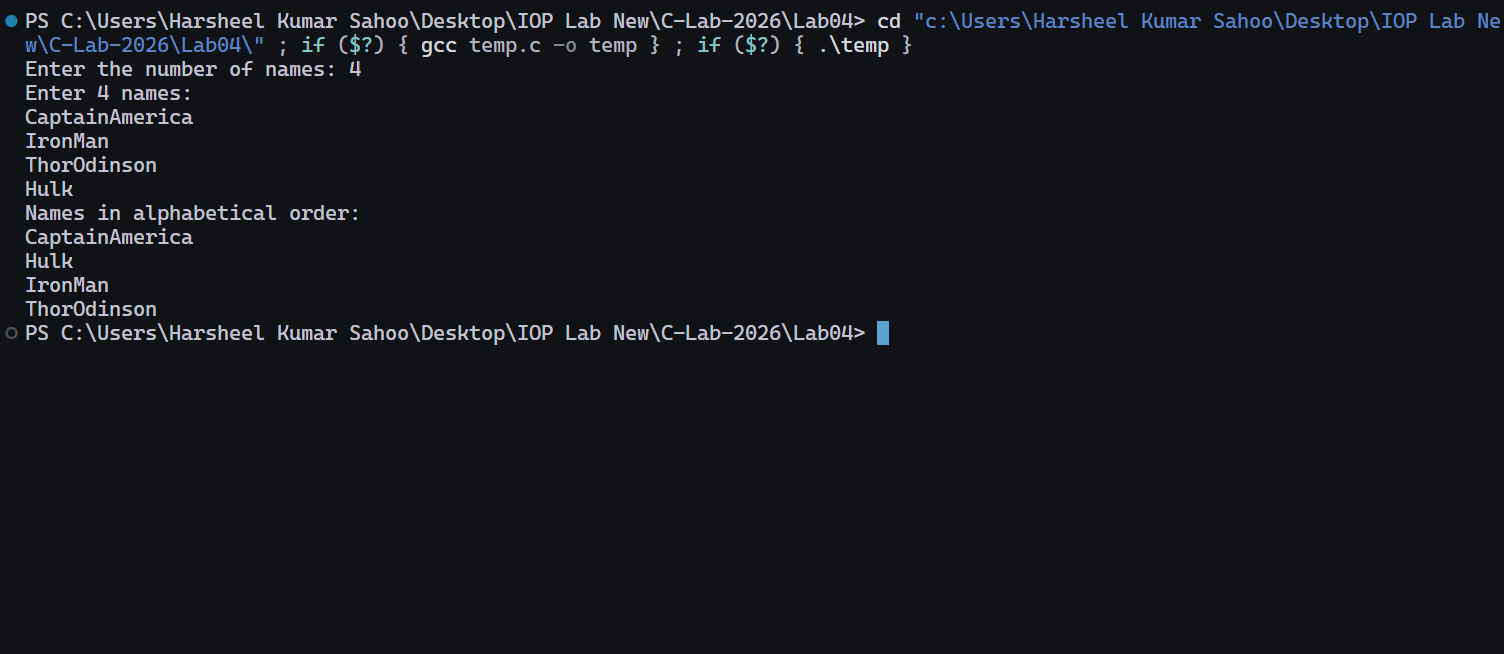 PS C:\Users\Harsheel Kumar Sahoo\Desktop\IOP Lab New\C-Lab-2026\Lab04> cd "c:\Users\Harsheel Kumar Sahoo\Desktop\IOP Lab Ne
w\C-Lab-2026\Lab04\" ; if ($?) { gcc temp.c -o temp } ; if ($?) { .\temp }
Enter the number of names: 4
Enter 4 names:
CaptainAmerica
IronMan
ThorOdinson
Hulk
Names in alphabetical order:
CaptainAmerica
Hulk
IronMan
ThorOdinson
PS C:\Users\Harsheel Kumar Sahoo\Desktop\IOP Lab New\C-Lab-2026\Lab04>